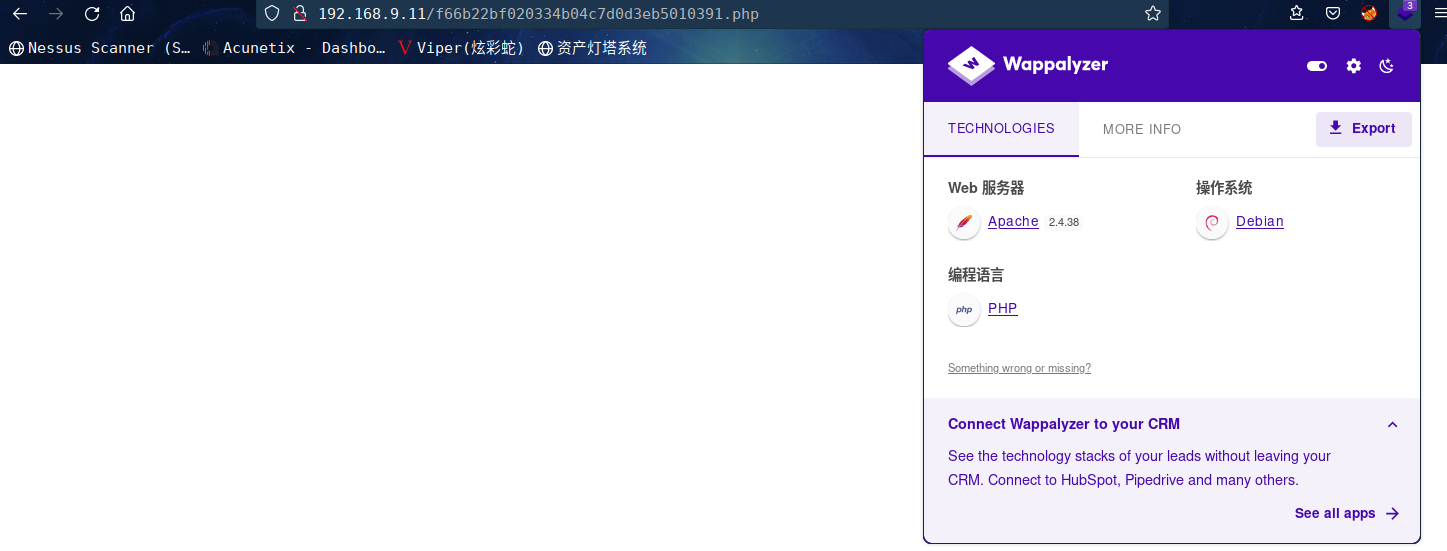 192.168.9.11/f66b22bf020334b04c7d0d3eb5010391.php
3
Nessus Scanner (S… Acunetix - Dashbo… Viper(炫彩蛇) 资产灯塔系统
Wappalyzer
TECHNOLOGIES MORE INFO Export
Web 服务器 操作系统
Apache 2.4.38 Debian
编程语言
php PHP
Something wrong or missing?
Connect Wappalyzer to your CRM
See the technology stacks of your leads without leaving your
CRM. Connect to HubSpot, Pipedrive and many others.
See all apps